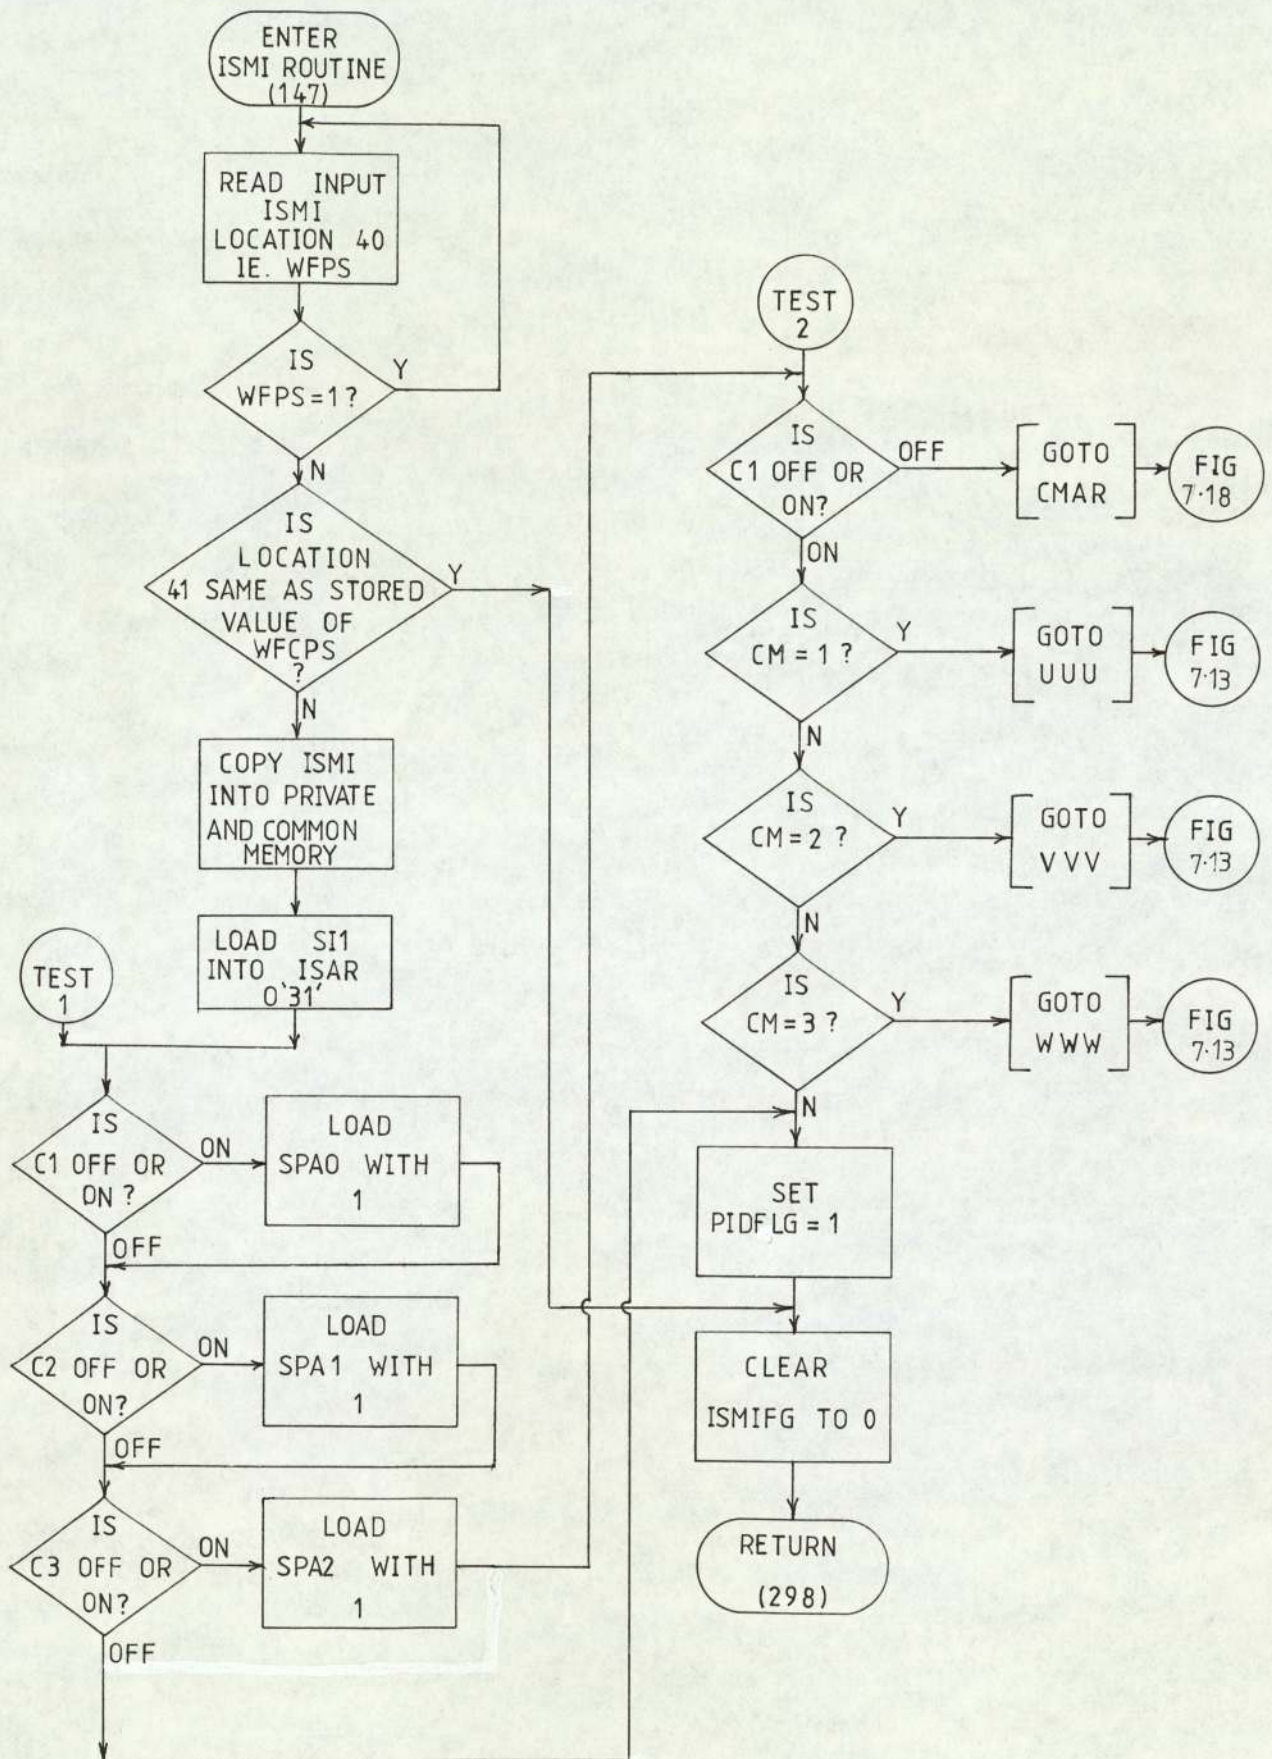 ENTER
ISMI ROUTINE
(147)
READ INPUT
ISMI
LOCATION 40
IE. WFPS
IS
WFPS=1?
Y
N
IS
LOCATION
41 SAME AS STORED
VALUE OF
WFCPS
?
Y
N
COPY ISMI
INTO PRIVATE
AND COMMON
MEMORY
LOAD SI1
INTO ISAR
O'31'
TEST
1
IS
C1 OFF OR
ON?
ON
LOAD
SPA0 WITH
1
OFF
IS
C2 OFF OR
ON?
ON
LOAD
SPA1 WITH
1
OFF
IS
C3 OFF OR
ON?
ON
LOAD
SPA2 WITH
1
OFF
TEST
2
IS
C1 OFF OR
ON?
OFF
GOTO
CMAR
FIG
7·18
ON
IS
CM=1?
Y
GOTO
UUU
FIG
7·13
N
IS
CM=2?
Y
GOTO
VVV
FIG
7·13
N
IS
CM=3?
Y
GOTO
WWW
FIG
7·13
N
SET
PIDFLG=1
CLEAR
ISMIFG TO 0
RETURN
(298)